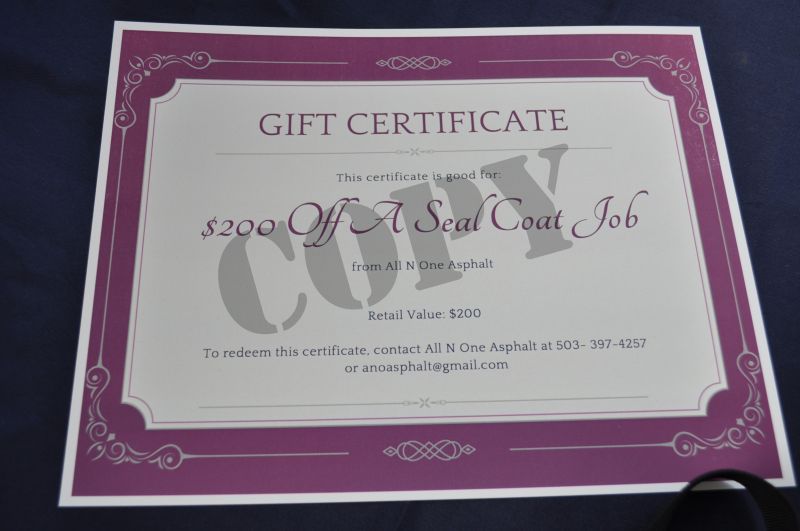 GIFT CERTIFICATE
This certificate is good for:
$200 Off A Seal Coat Job
COPY
from All N One Asphalt
Retail Value: $200
To redeem this certificate, contact All N One Asphalt at 503- 397-4257
or anoasphalt@gmail.com